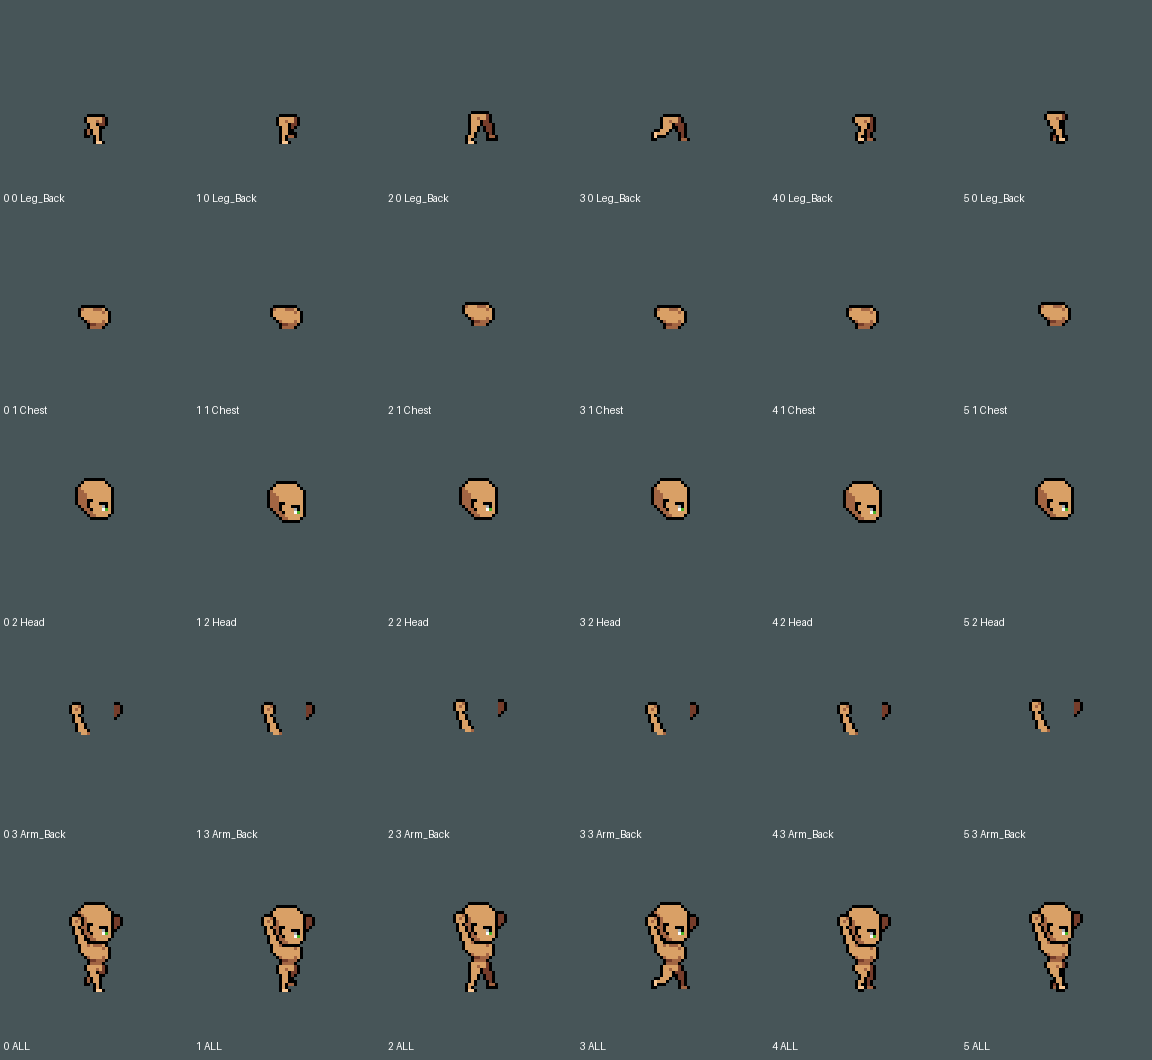 0 0 Leg_Back 1 0 Leg_Back 2 0 Leg_Back 3 0 Leg_Back 4 0 Leg_Back 5 0 Leg_Back
0 1 Chest 1 1 Chest 2 1 Chest 3 1 Chest 4 1 Chest 5 1 Chest
0 2 Head 1 2 Head 2 2 Head 3 2 Head 4 2 Head 5 2 Head
0 3 Arm_Back 1 3 Arm_Back 2 3 Arm_Back 3 3 Arm_Back 4 3 Arm_Back 5 3 Arm_Back
0 ALL 1 ALL 2 ALL 3 ALL 4 ALL 5 ALL